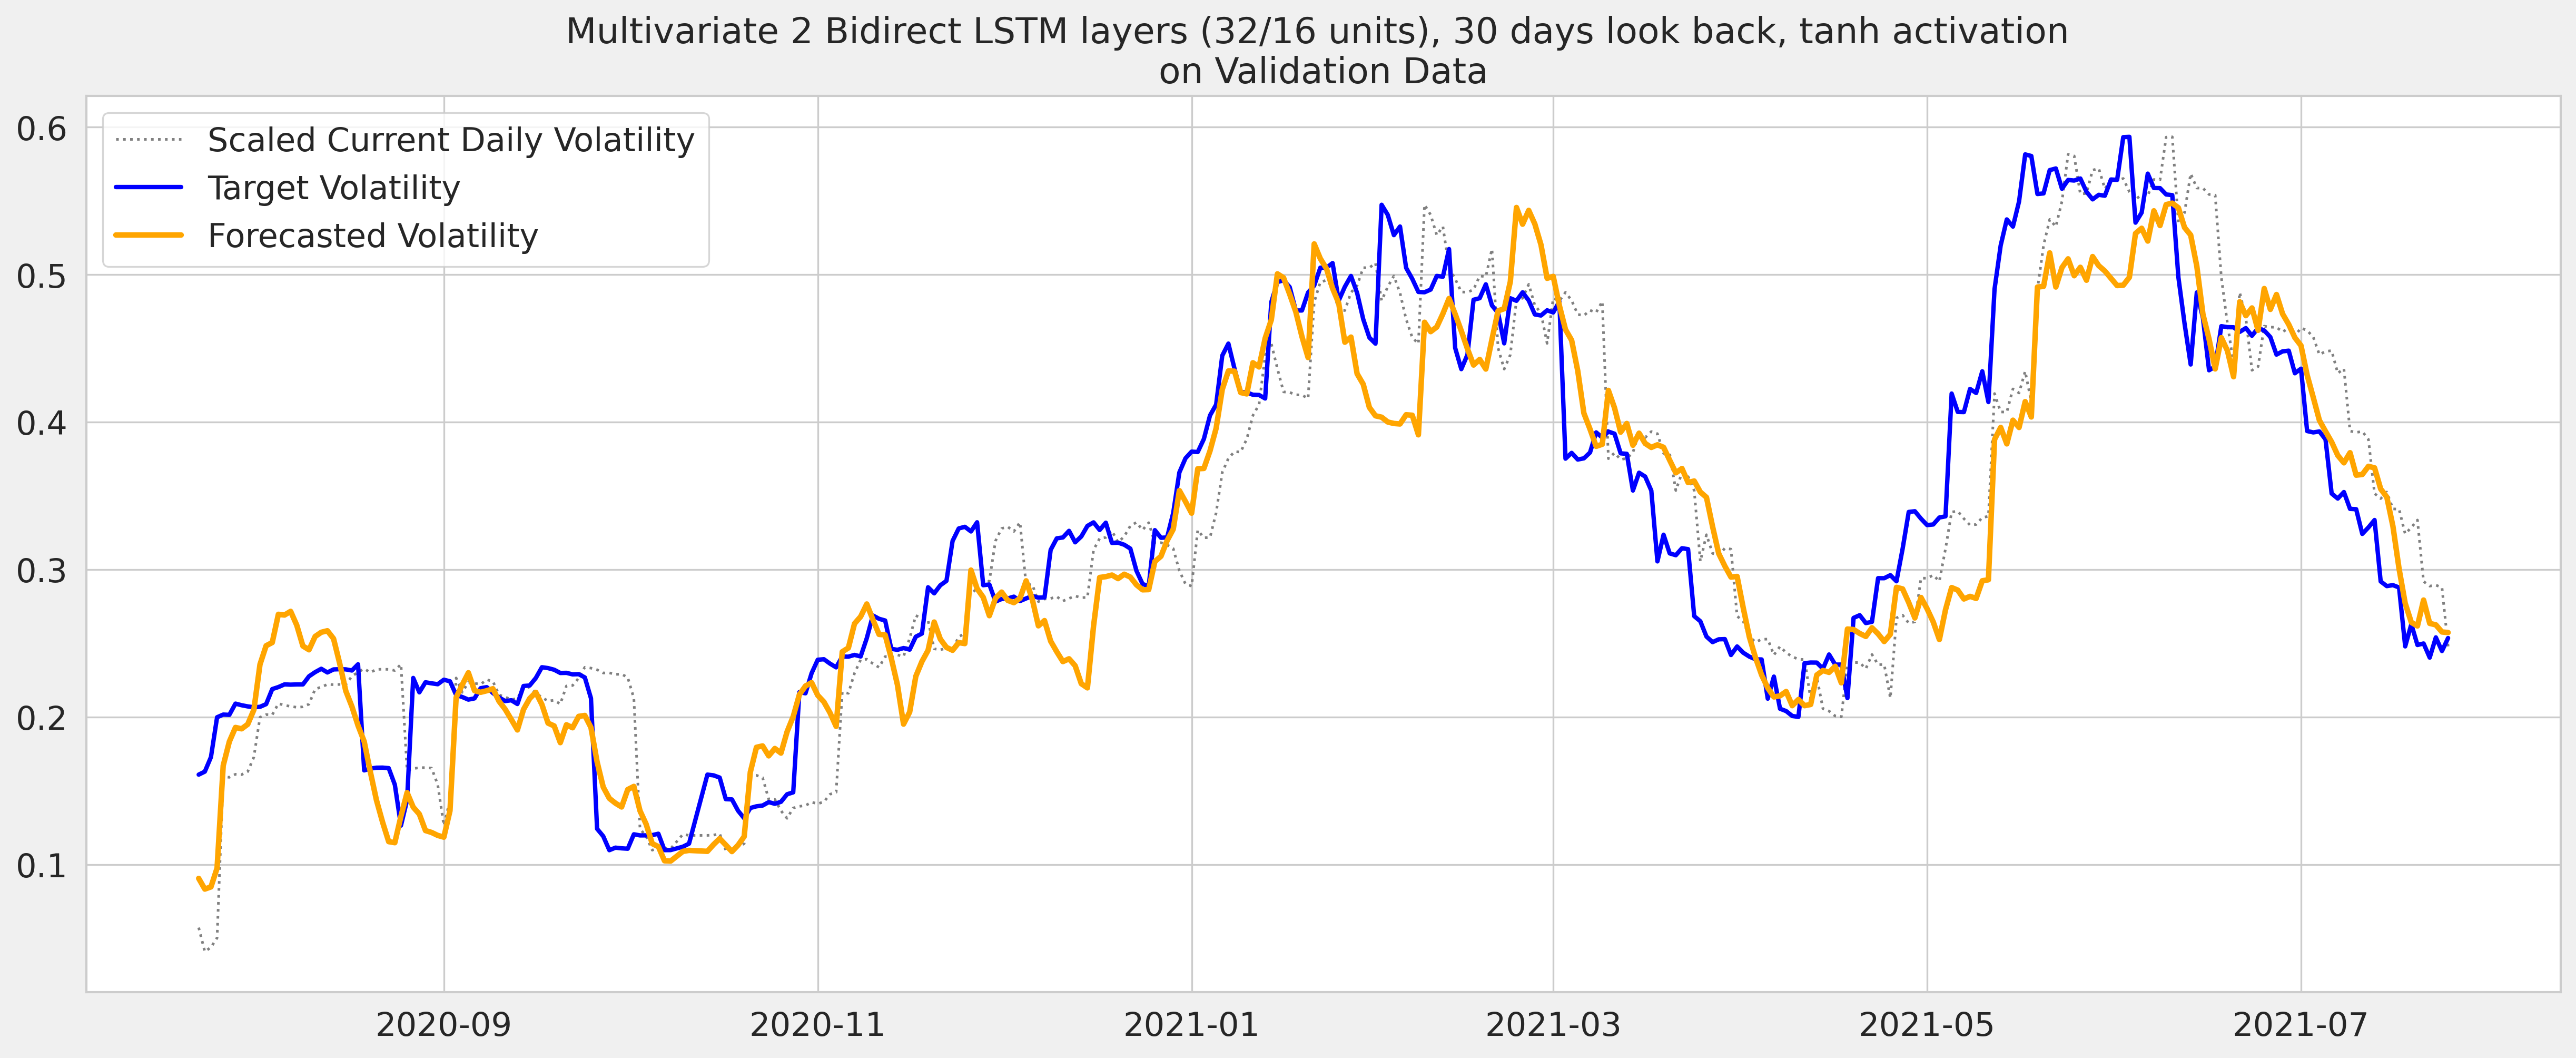 Multivariate 2 Bidirect LSTM layers (32/16 units), 30 days look back, tanh activation
on Validation Data
Scaled Current Daily Volatility
Target Volatility
Forecasted Volatility
0.6
0.5
0.4
0.3
0.2
0.1
2020-09
2020-11
2021-01
2021-03
2021-05
2021-07